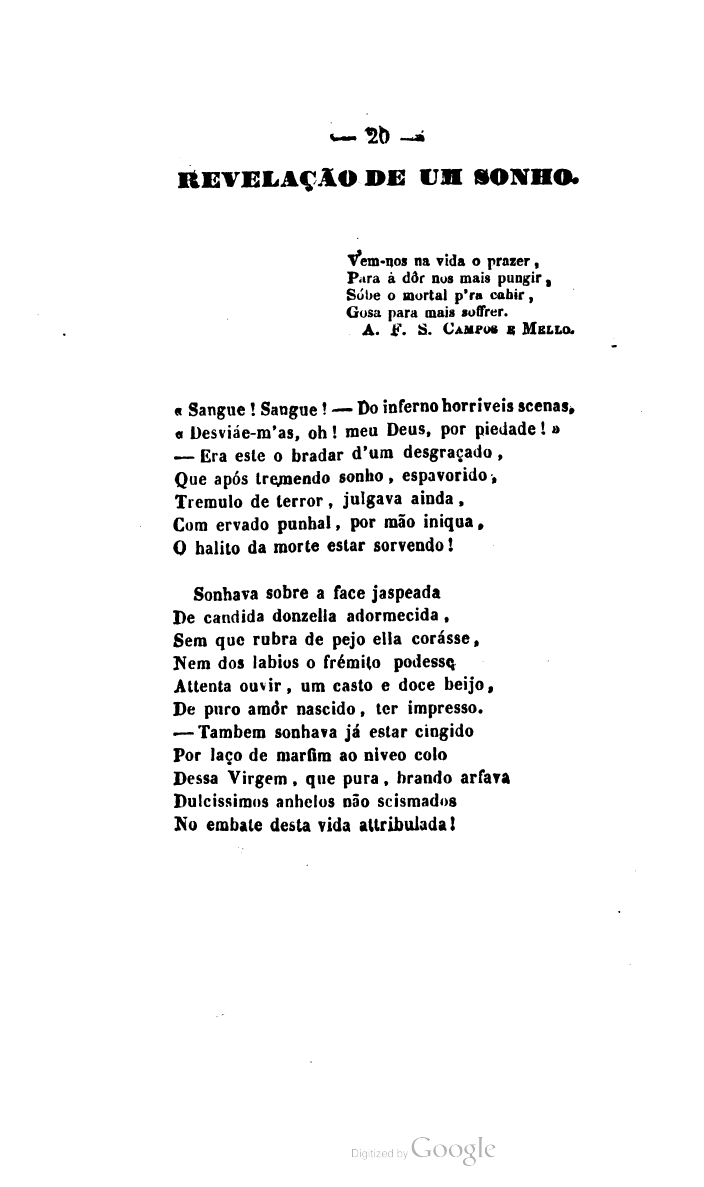 — 20 —
REVELAÇÃO DE UM SONHO.
Vem-nos na vida o prazer,
Para á dôr nos mais pungir,
Sóbe o mortal p'ra cahir,
Gosa para mais soffrer.
A. F. S. CAMPOS E MELLO.
« Sangue! Sangue! — Do inferno horriveis scenas,
« Desviáe-m'as, oh! meu Deus, por piedade! »
— Era este o bradar d'um desgraçado,
Que após tremendo sonho, espavorido,
Tremulo de terror, julgava ainda,
Com ervado punhal, por mão iniqua,
O halito da morte estar sorvendo!
Sonhava sobre a face jaspeada
De candida donzella adormecida,
Sem que rubra de pejo ella corásse,
Nem dos labios o frémito podesse
Attenta ouvir, um casto e doce beijo,
De puro amôr nascido, ter impresso.
— Tambem sonhava já estar cingido
Por laço de marfim ao niveo colo
Dessa Virgem, que pura, brando arfava
Dulcissimos anhelos não scismados
No embate desta vida attribulada!
Digitized by Google